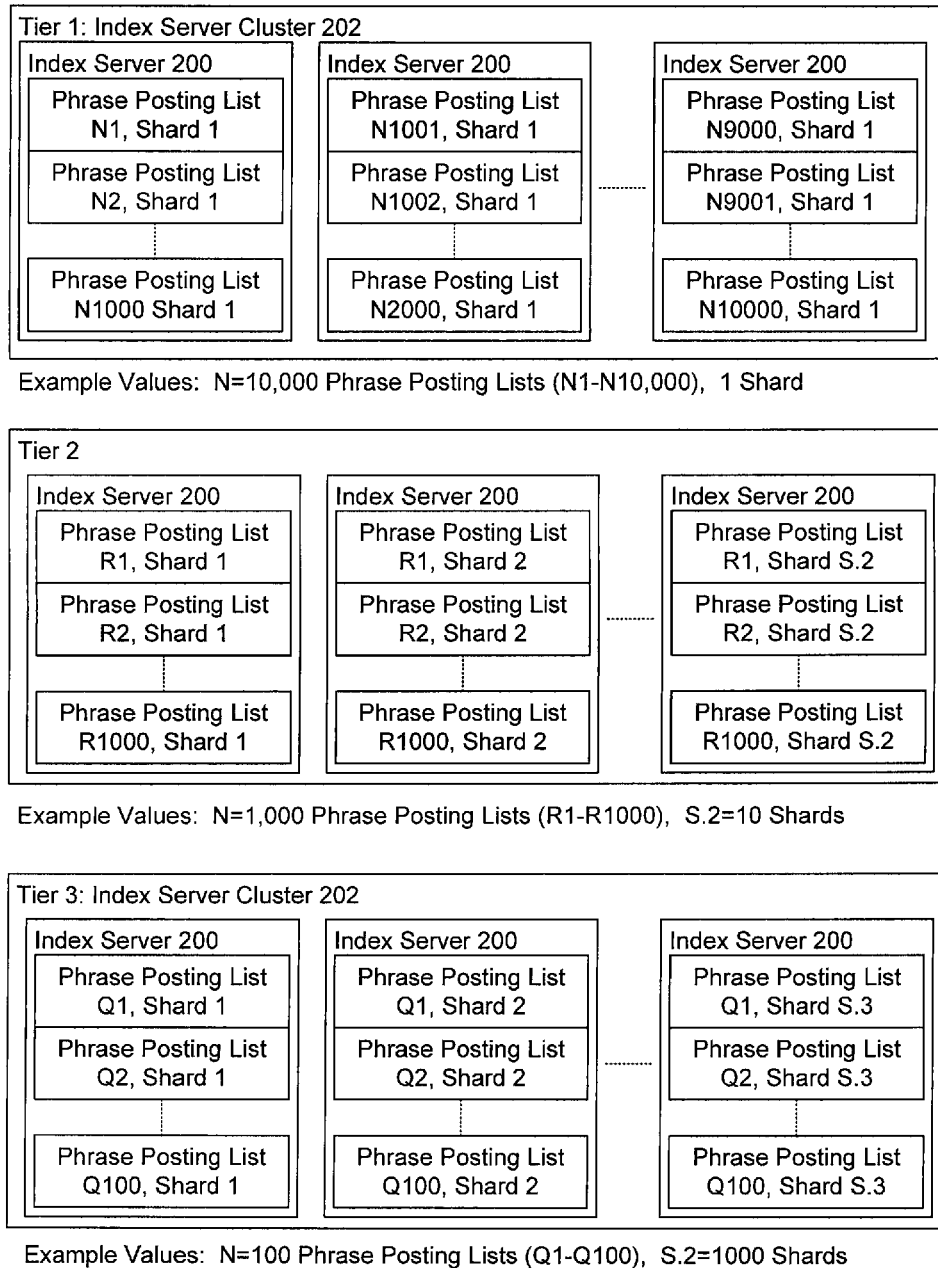 Tier 1: Index Server Cluster 202
Index Server 200
Phrase Posting List
N1, Shard 1
Phrase Posting List
N2, Shard 1
Phrase Posting List
N1000 Shard 1
Index Server 200
Phrase Posting List
N1001, Shard 1
Phrase Posting List
N1002, Shard 1
Phrase Posting List
N2000, Shard 1
Index Server 200
Phrase Posting List
N9000, Shard 1
Phrase Posting List
N9001, Shard 1
Phrase Posting List
N10000, Shard 1
Example Values: N=10,000 Phrase Posting Lists (N1-N10,000), 1 Shard
Tier 2
Index Server 200
Phrase Posting List
R1, Shard 1
Phrase Posting List
R2, Shard 1
Phrase Posting List
R1000, Shard 1
Index Server 200
Phrase Posting List
R1, Shard 2
Phrase Posting List
R2, Shard 2
Phrase Posting List
R1000, Shard 2
Index Server 200
Phrase Posting List
R1, Shard S.2
Phrase Posting List
R2, Shard S.2
Phrase Posting List
R1000, Shard S.2
Example Values: N=1,000 Phrase Posting Lists (R1-R1000), S.2=10 Shards
Tier 3: Index Server Cluster 202
Index Server 200
Phrase Posting List
Q1, Shard 1
Phrase Posting List
Q2, Shard 1
Phrase Posting List
Q100, Shard 1
Index Server 200
Phrase Posting List
Q1, Shard 2
Phrase Posting List
Q2, Shard 2
Phrase Posting List
Q100, Shard 2
Index Server 200
Phrase Posting List
Q1, Shard S.3
Phrase Posting List
Q2, Shard S.3
Phrase Posting List
Q100, Shard S.3
Example Values: N=100 Phrase Posting Lists (Q1-Q100), S.2=1000 Shards